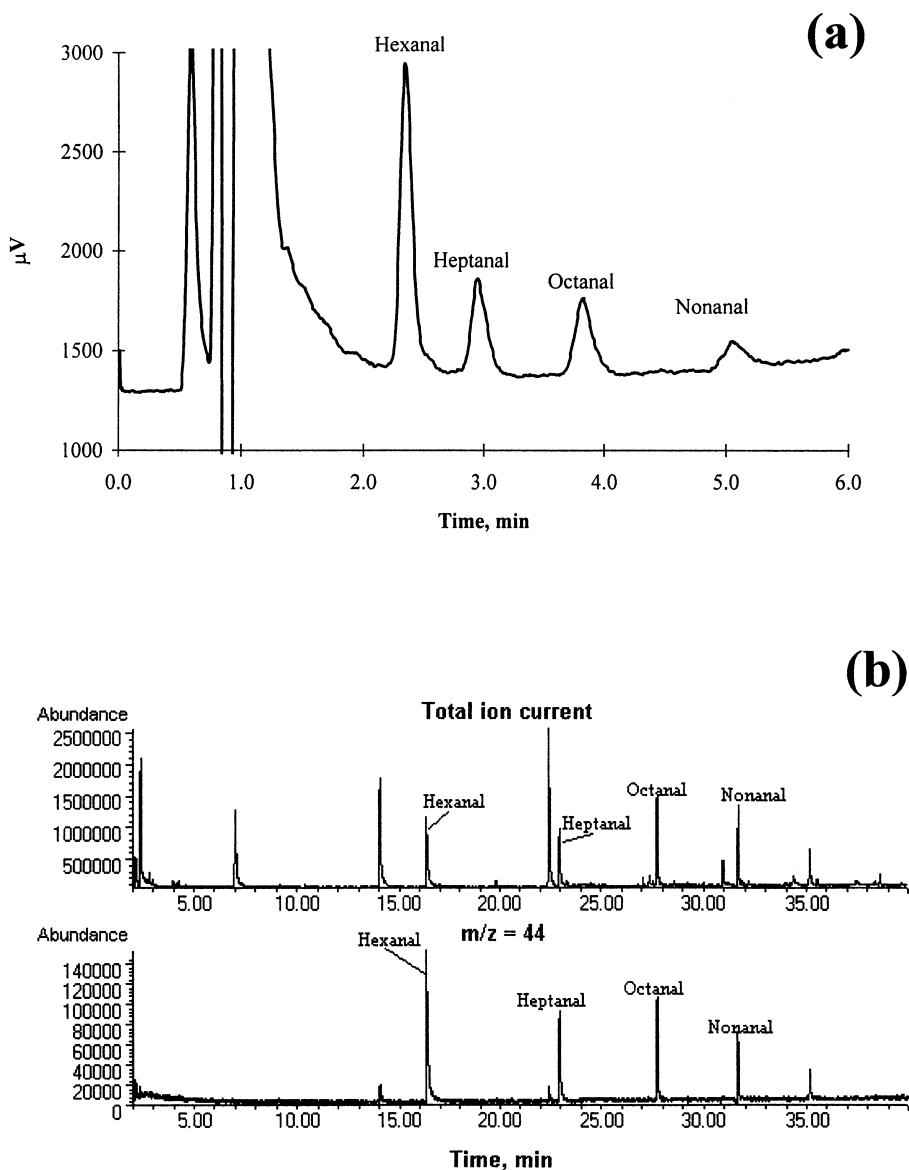 (a)
3000
2500
2000
1500
1000
μV
Hexanal
Heptanal
Octanal
Nonanal
0.0 1.0 2.0 3.0 4.0 5.0 6.0
Time, min
(b)
Abundance
Total ion current
2500000
2000000
1500000
1000000
500000
Hexanal
Heptanal
Octanal
Nonanal
5.00 10.00 15.00 20.00 25.00 30.00 35.00
Abundance
m/z = 44
140000
120000
100000
80000
60000
40000
20000
0
Hexanal
Heptanal
Octanal
Nonanal
5.00 10.00 15.00 20.00 25.00 30.00 35.00
Time, min